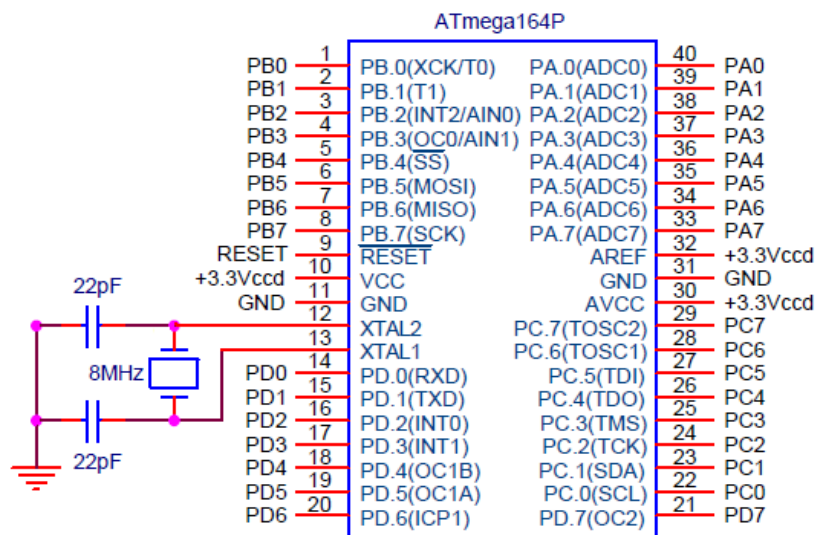 ATmega164P
PB0 1 PB.0(XCK/T0) PA.0(ADC0) 40 PA0
PB1 2 PB.1(T1) PA.1(ADC1) 39 PA1
PB2 3 PB.2(INT2/AIN0) PA.2(ADC2) 38 PA2
PB3 4 PB.3(OC0/AIN1) PA.3(ADC3) 37 PA3
PB4 5 PB.4(SS) PA.4(ADC4) 36 PA4
PB5 6 PB.5(MOSI) PA.5(ADC5) 35 PA5
PB6 7 PB.6(MISO) PA.6(ADC6) 34 PA6
PB7 8 PB.7(SCK) PA.7(ADC7) 33 PA7
RESET 9 RESET AREF 32 +3.3Vccd
+3.3Vccd 10 VCC GND 31 GND
GND 11 GND AVCC 30 +3.3Vccd
22pF 12 XTAL2 PC.7(TOSC2) 29 PC7
13 XTAL1 PC.6(TOSC1) 28 PC6
8MHz PD0 14 PD.0(RXD) PC.5(TDI) 27 PC5
PD1 15 PD.1(TXD) PC.4(TDO) 26 PC4
PD2 16 PD.2(INT0) PC.3(TMS) 25 PC3
PD3 17 PD.3(INT1) PC.2(TCK) 24 PC2
22pF PD4 18 PD.4(OC1B) PC.1(SDA) 23 PC1
PD5 19 PD.5(OC1A) PC.0(SCL) 22 PC0
PD6 20 PD.6(ICP1) PD.7(OC2) 21 PD7